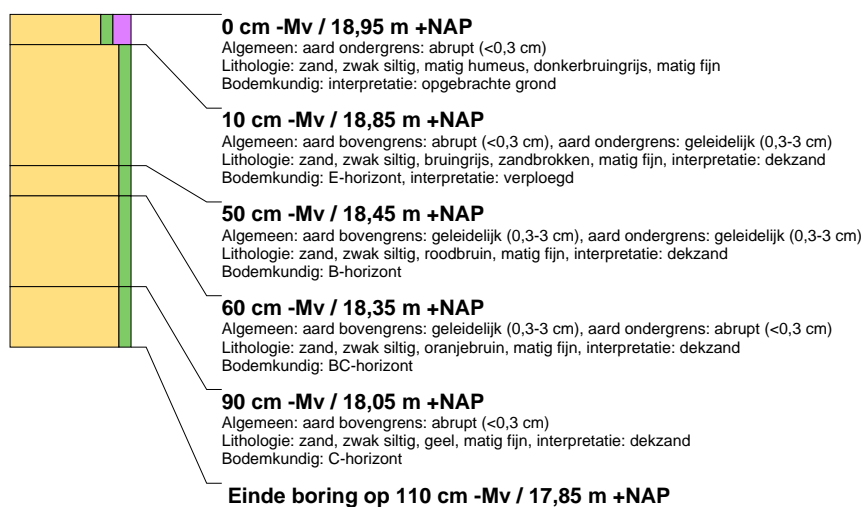 0 cm -Mv / 18,95 m +NAP
Algemeen: aard ondergrens: abrupt (<0,3 cm)
Lithologie: zand, zwak siltig, matig humeus, donkerbruingrijs, matig fijn
Bodemkundig: interpretatie: opgebrachte grond
10 cm -Mv / 18,85 m +NAP
Algemeen: aard bovengrens: abrupt (<0,3 cm), aard ondergrens: geleidelijk (0,3-3 cm)
Lithologie: zand, zwak siltig, bruingrijs, zandbrokken, matig fijn, interpretatie: dekzand
Bodemkundig: E-horizont, interpretatie: verploegd
50 cm -Mv / 18,45 m +NAP
Algemeen: aard bovengrens: geleidelijk (0,3-3 cm), aard ondergrens: geleidelijk (0,3-3 cm)
Lithologie: zand, zwak siltig, roodbruin, matig fijn, interpretatie: dekzand
Bodemkundig: B-horizont
60 cm -Mv / 18,35 m +NAP
Algemeen: aard bovengrens: geleidelijk (0,3-3 cm), aard ondergrens: abrupt (<0,3 cm)
Lithologie: zand, zwak siltig, oranjebruin, matig fijn, interpretatie: dekzand
Bodemkundig: BC-horizont
90 cm -Mv / 18,05 m +NAP
Algemeen: aard bovengrens: abrupt (<0,3 cm)
Lithologie: zand, zwak siltig, geel, matig fijn, interpretatie: dekzand
Bodemkundig: C-horizont
Einde boring op 110 cm -Mv / 17,85 m +NAP